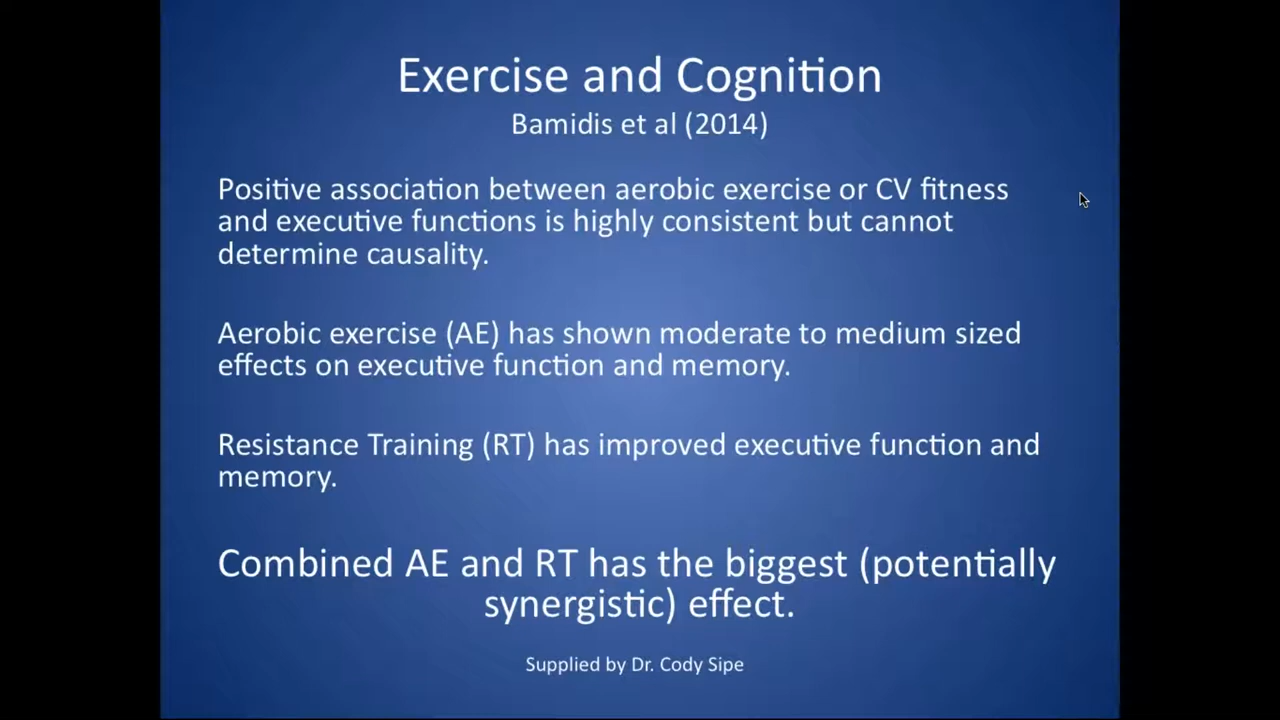 Exercise and Cognition
Bamidis et al (2014)
Positive association between aerobic exercise or CV fitness
and executive functions is highly consistent but cannot
determine causality.
Aerobic exercise (AE) has shown moderate to medium sized
effects on executive function and memory.
Resistance Training (RT) has improved executive function and
memory.
Combined AE and RT has the biggest (potentially
synergistic) effect.
Supplied by Dr. Cody Sipe